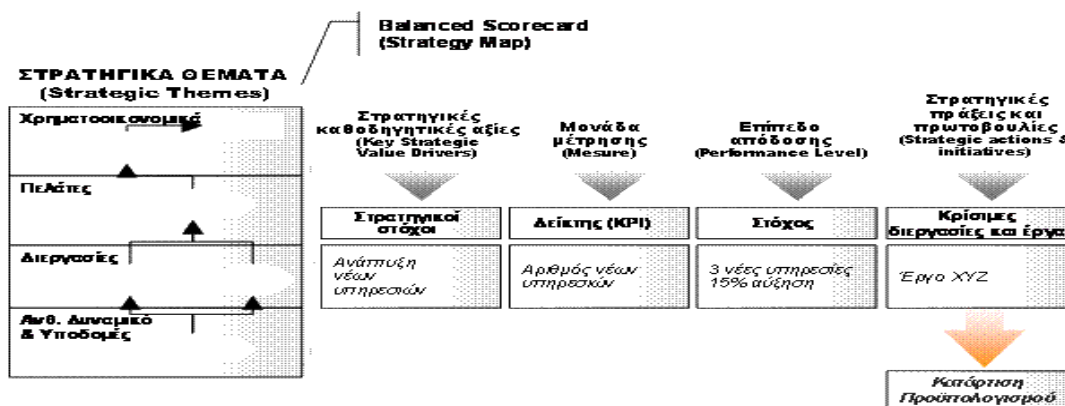 Balanced Scorecard
(Strategy Map)
ΣΤΡΑΤΗΓΙΚΑ ΘΕΜΑΤΑ
(Strategic Themes)
Χρηματοοικονομικά
Πελάτες
Διεργασίες
Ανθ. Δυναμικό
& Υποδομές
Στρατηγικές
καθοδηγητικές αξίες
(Key Strategic
Value Drivers)
Στρατηγικοί
στόχοι
Ανάπτυξη
νέων
υπηρεσιών
Μονάδα
μέτρησης
(Mesure)
Δείκτης (KPI)
Αριθμός νέων
υπηρεσιών
Επίπεδο
απόδοσης
(Performance Level)
Στόχος
3 νέες υπηρεσίες
15% αύξηση
Στρατηγικές
πράξεις και
πρωτοβουλίες
(Strategic actions &
initiatives)
Κρίσιμες
διεργασίες και έργα
Έργο XYZ
Κατάρτιση
Προϋπολογισμού